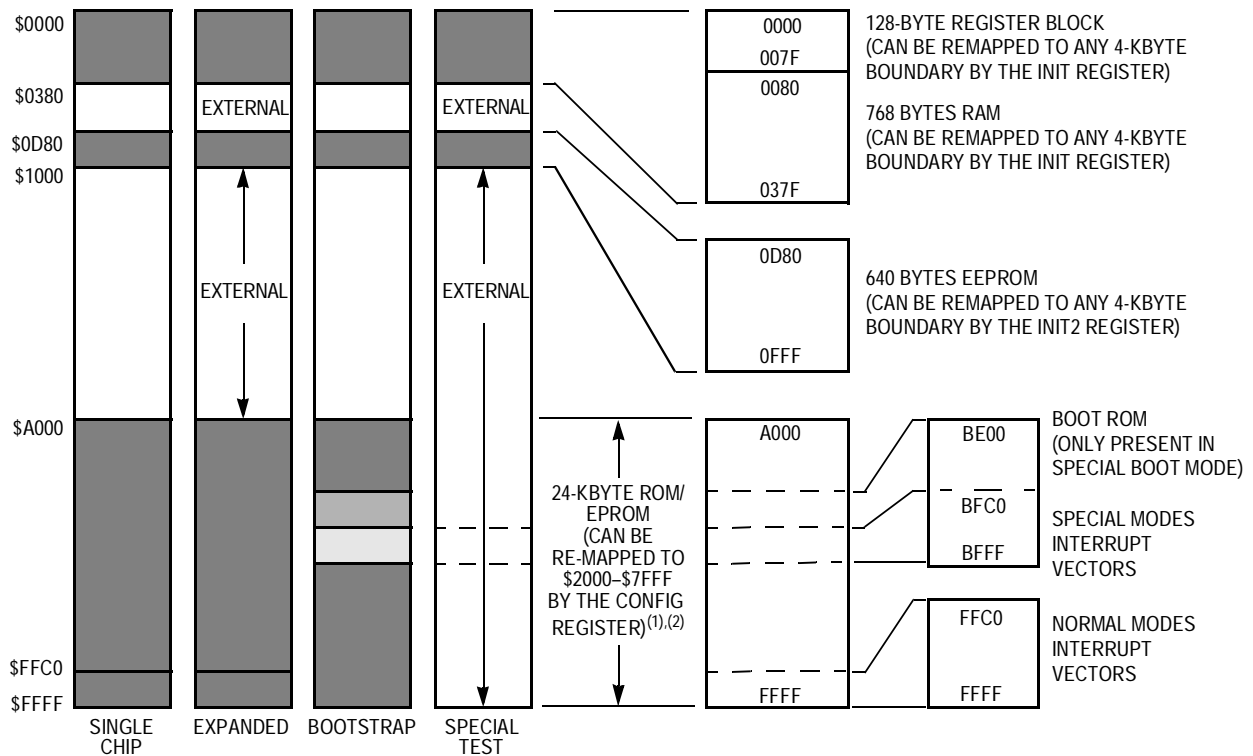 $0000
$0380
$0D80
$1000
$A000
$FFC0
$FFFF
EXTERNAL
EXTERNAL
EXTERNAL
EXTERNAL
SINGLE
CHIP
EXPANDED
BOOTSTRAP
SPECIAL
TEST
0000
007F
0080
037F
128-BYTE REGISTER BLOCK
(CAN BE REMAPPED TO ANY 4-KBYTE
BOUNDARY BY THE INIT REGISTER)
768 BYTES RAM
(CAN BE REMAPPED TO ANY 4-KBYTE
BOUNDARY BY THE INIT REGISTER)
0D80
0FFF
640 BYTES EEPROM
(CAN BE REMAPPED TO ANY 4-KBYTE
BOUNDARY BY THE INIT2 REGISTER)
24-KBYTE ROM/
EPROM
(CAN BE
RE-MAPPED TO
$2000–$7FFF
BY THE CONFIG
REGISTER)(1),(2)
A000
FFFF
BE00
BFC0
BFFF
BOOT ROM
(ONLY PRESENT IN
SPECIAL BOOT MODE)
SPECIAL MODES
INTERRUPT
VECTORS
FFC0
FFFF
NORMAL MODES
INTERRUPT
VECTORS